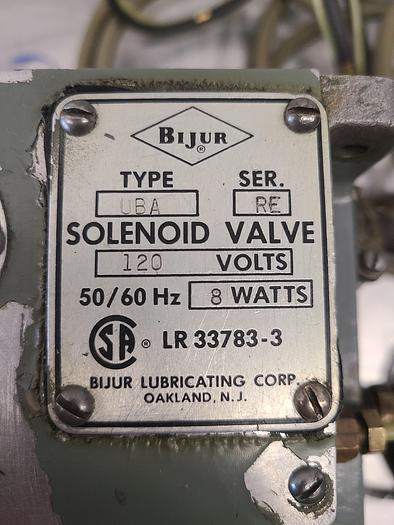 BIJUR
®
TYPE SER.
UBA RE
SOLENOID VALVE
120 VOLTS
50/60 Hz 8 WATTS
SA ® LR 33783-3
BIJUR LUBRICATING CORP.
OAKLAND, N.J.